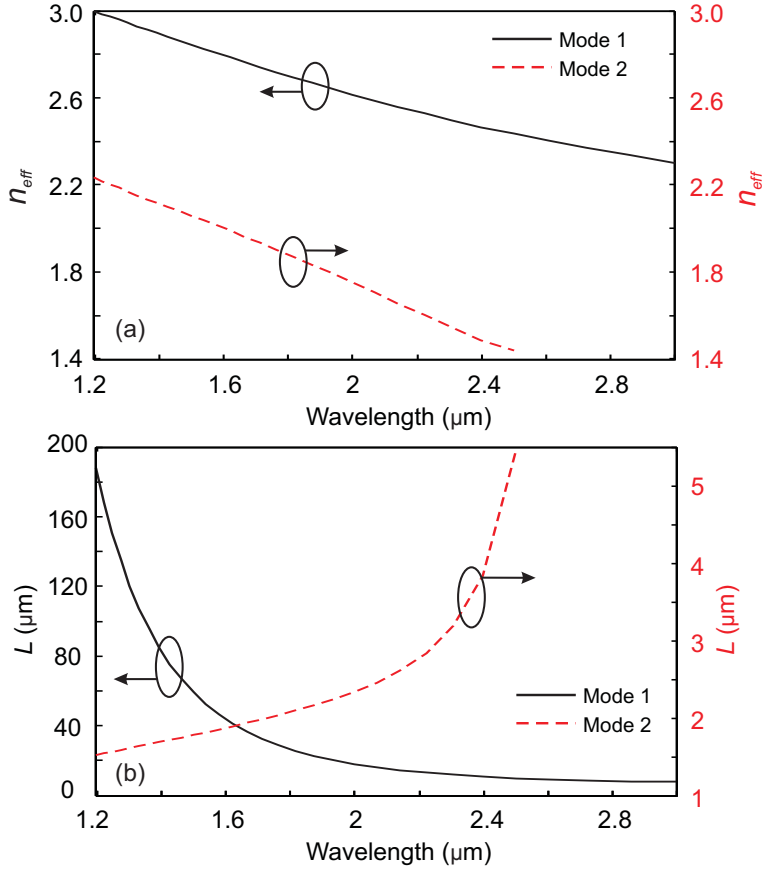 3.0
2.6
2.2
1.8
1.4
n_eff
3.0
2.6
2.2
1.8
1.4
n_eff
Mode 1
Mode 2
(a)
1.2 1.6 2 2.4 2.8
Wavelength (µm)
200
160
120
80
40
0
L (µm)
5
4
3
2
1
L (µm)
Mode 1
Mode 2
(b)
1.2 1.6 2 2.4 2.8
Wavelength (µm)